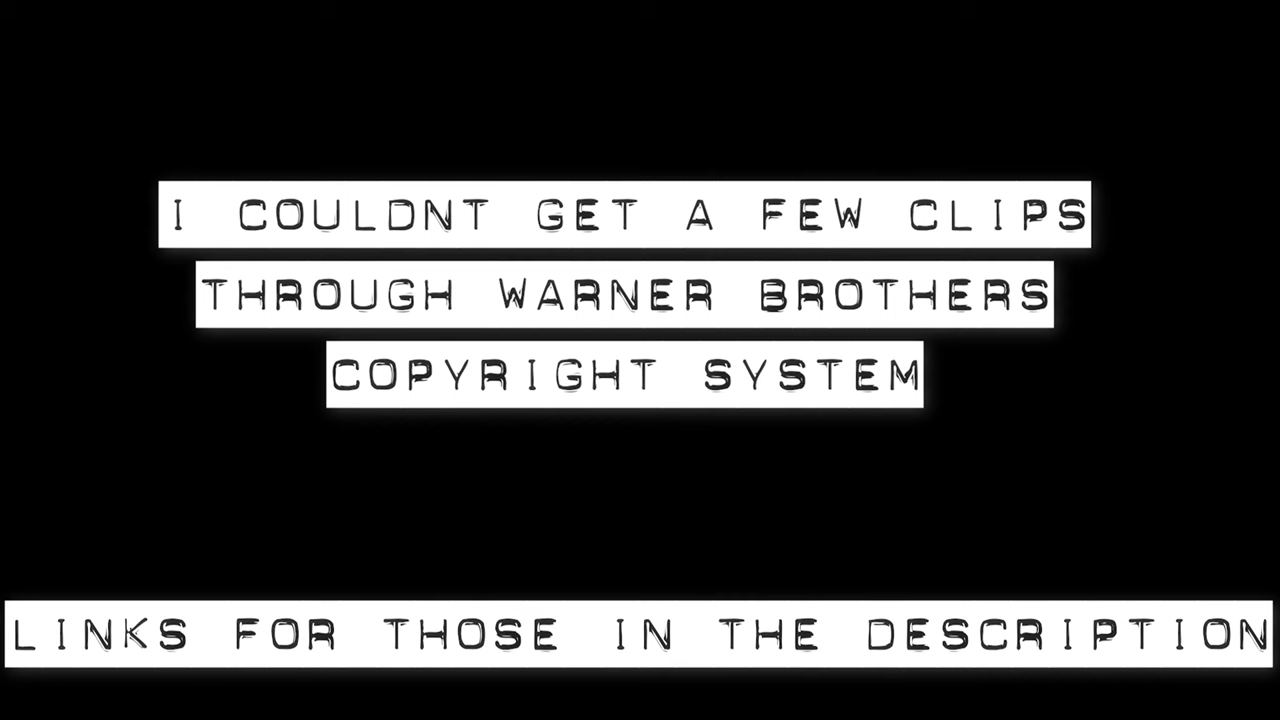 I COULDNT GET A FEW CLIPS
THROUGH WARNER BROTHERS
COPYRIGHT SYSTEM
LINKS FOR THOSE IN THE DESCRIPTION